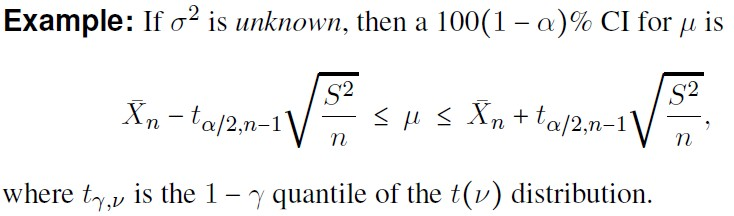 Example: If σ² is unknown, then a 100(1 − α)% CI for μ is
X̄ₙ − t_{α/2,n−1}√(S²/n) ≤ μ ≤ X̄ₙ + t_{α/2,n−1}√(S²/n),
where t_{γ,ν} is the 1 − γ quantile of the t(ν) distribution.